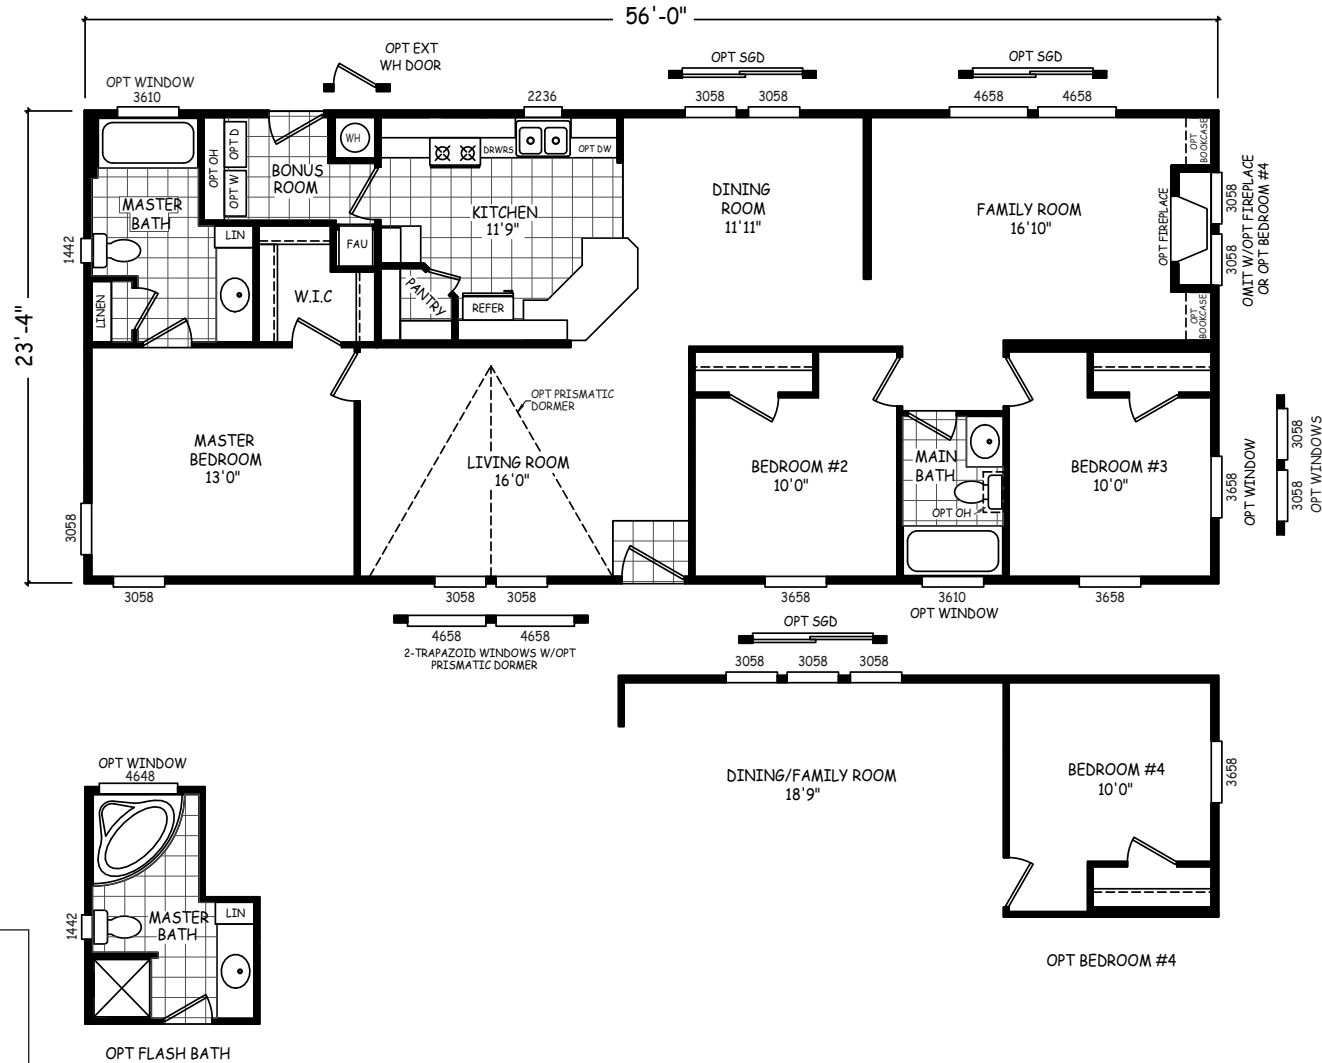 56'-0"
OPT EXT
WH DOOR
OPT SGD
OPT SGD
OPT WINDOW
3610
2236
3058
3058
4658
4658
23'-4"
OPT OH
OPT D
OPT W
WH
BONUS
ROOM
DRWRS
OPT DW
KITCHEN
11'9"
DINING
ROOM
11'11"
FAMILY ROOM
16'10"
OPT
BOOKCASE
OPT FIREPLACE
3058
3058
OMIT W/OPT FIREPLACE
OR OPT BEDROOM #4
OPT
BOOKCASE
MASTER
BATH
1442
LIN
LINEN
W.I.C
FAU
PANTRY
REFER
OPT PRISMATIC
DORMER
MASTER
BEDROOM
13'0"
LIVING ROOM
16'0"
BEDROOM #2
10'0"
MAIN
BATH
OPT OH
BEDROOM #3
10'0"
3658
OPT WINDOW
3058
3058
OPT WINDOWS
3058
3058
3058
3058
3658
3610
OPT WINDOW
3658
4658
4658
2-TRAPAZOID WINDOWS W/OPT
PRISMATIC DORMER
OPT SGD
3058
3058
3058
DINING/FAMILY ROOM
18'9"
BEDROOM #4
10'0"
3658
OPT BEDROOM #4
OPT WINDOW
4648
1442
MASTER
BATH
LIN
OPT FLASH BATH